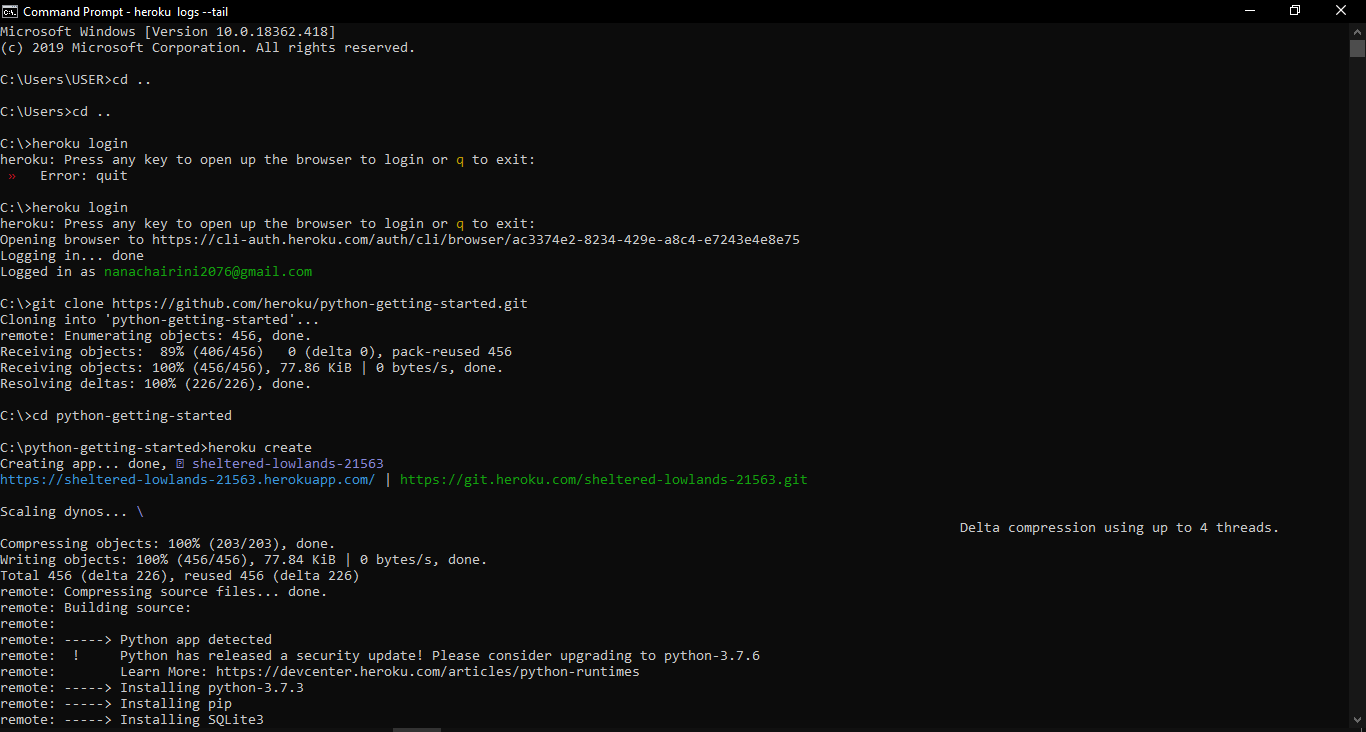 Command Prompt - heroku  logs --tail
Microsoft Windows [Version 10.0.18362.418]
(c) 2019 Microsoft Corporation. All rights reserved.
C:\Users\USER>cd ..
C:\Users>cd ..
C:\>heroku login
heroku: Press any key to open up the browser to login or q to exit:
 »   Error: quit
C:\>heroku login
heroku: Press any key to open up the browser to login or q to exit:
Opening browser to https://cli-auth.heroku.com/auth/cli/browser/ac3374e2-8234-429e-a8c4-e7243e4e8e75
Logging in... done
Logged in as nanachairini2076@gmail.com
C:\>git clone https://github.com/heroku/python-getting-started.git
Cloning into 'python-getting-started'...
remote: Enumerating objects: 456, done.
Receiving objects:  89% (406/456)   0 (delta 0), pack-reused 456
Receiving objects: 100% (456/456), 77.86 KiB | 0 bytes/s, done.
Resolving deltas: 100% (226/226), done.
C:\>cd python-getting-started
C:\python-getting-started>heroku create
Creating app... done, ⍰ sheltered-lowlands-21563
https://sheltered-lowlands-21563.herokuapp.com/ | https://git.heroku.com/sheltered-lowlands-21563.git
Scaling dynos... \
Delta compression using up to 4 threads.
Compressing objects: 100% (203/203), done.
Writing objects: 100% (456/456), 77.84 KiB | 0 bytes/s, done.
Total 456 (delta 226), reused 456 (delta 226)
remote: Compressing source files... done.
remote: Building source:
remote:
remote: -----> Python app detected
remote:  !     Python has released a security update! Please consider upgrading to python-3.7.6
remote:        Learn More: https://devcenter.heroku.com/articles/python-runtimes
remote: -----> Installing python-3.7.3
remote: -----> Installing pip
remote: -----> Installing SQLite3